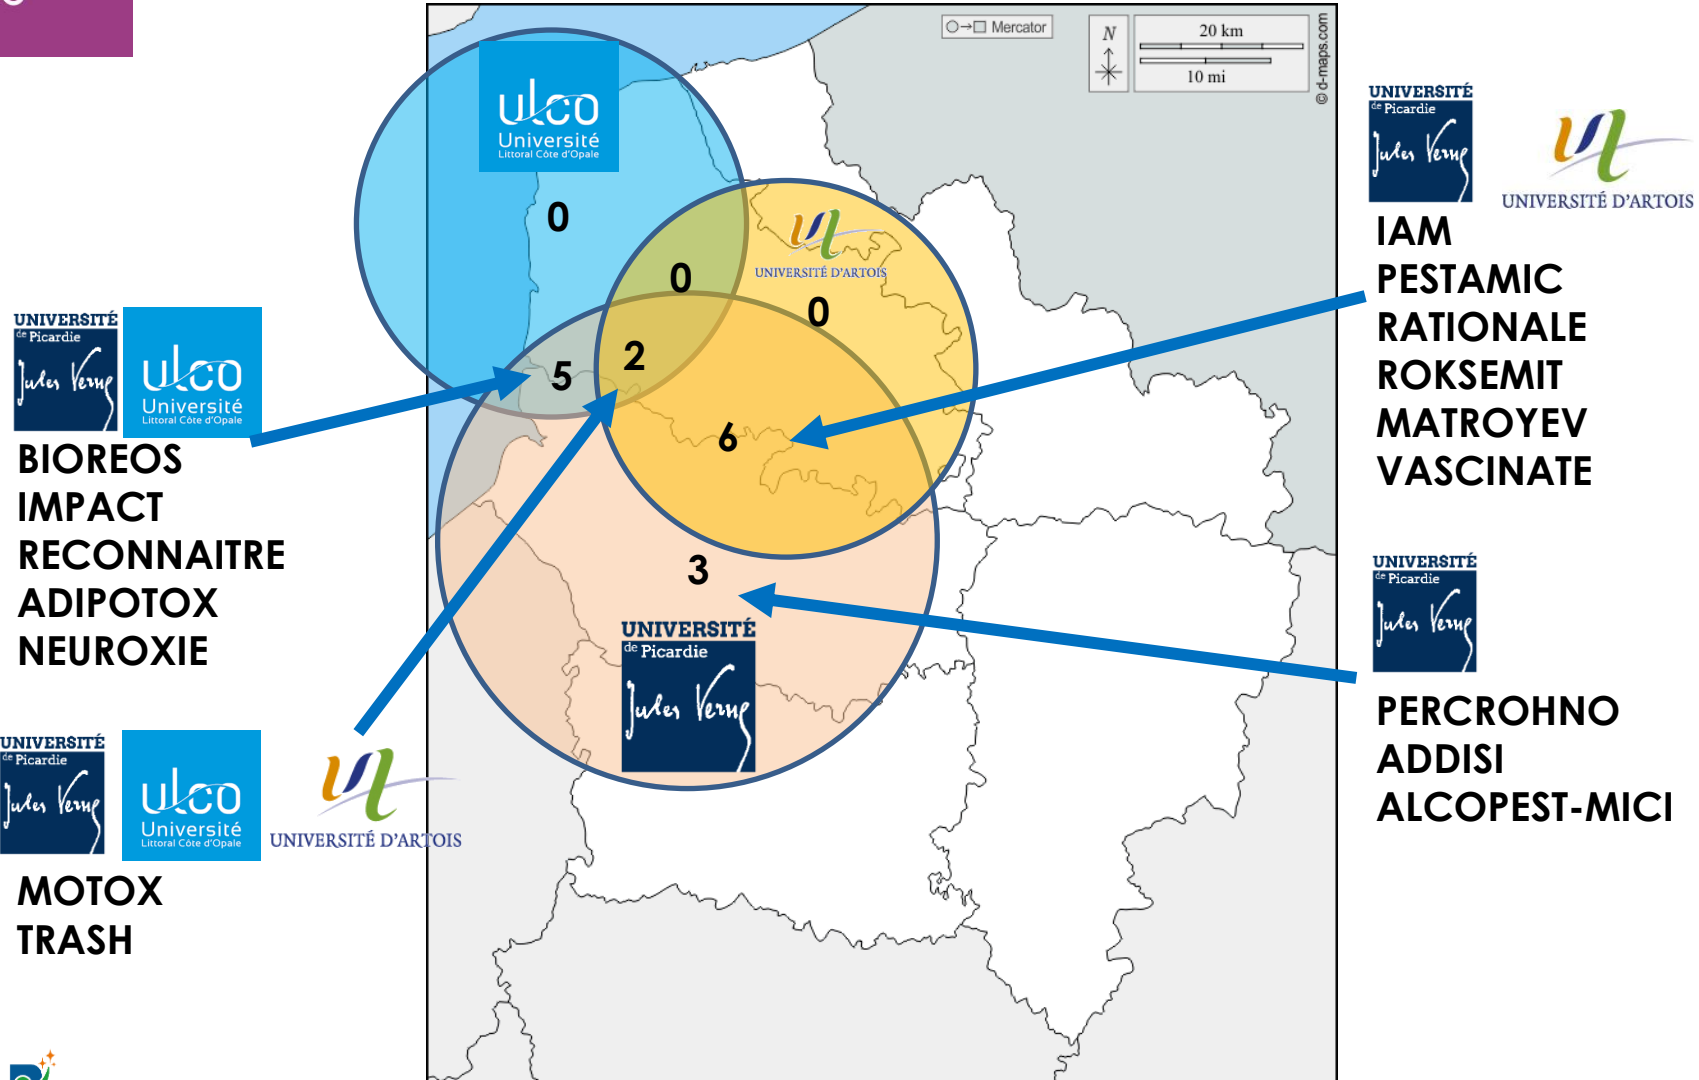 Mercator
N
20 km
10 mi
© d-maps.com
ulco
Université
Littoral Côte d'Opale
0
UNIVERSITÉ D'ARTOIS
0
0
2
5
6
3
UNIVERSITÉ
de Picardie
Jules Verne
UNIVERSITÉ
de Picardie
Jules Verne
ulco
Université
Littoral Côte d'Opale
BIOREOS
IMPACT
RECONNAITRE
ADIPOTOX
NEUROXIE
UNIVERSITÉ
de Picardie
Jules Verne
ulco
Université
Littoral Côte d'Opale
UNIVERSITÉ D'ARTOIS
MOTOX
TRASH
UNIVERSITÉ
de Picardie
Jules Verne
UNIVERSITÉ D'ARTOIS
IAM
PESTAMIC
RATIONALE
ROKSEMIT
MATROYEV
VASCINATE
UNIVERSITÉ
de Picardie
Jules Verne
PERCROHNO
ADDISI
ALCOPEST-MICI